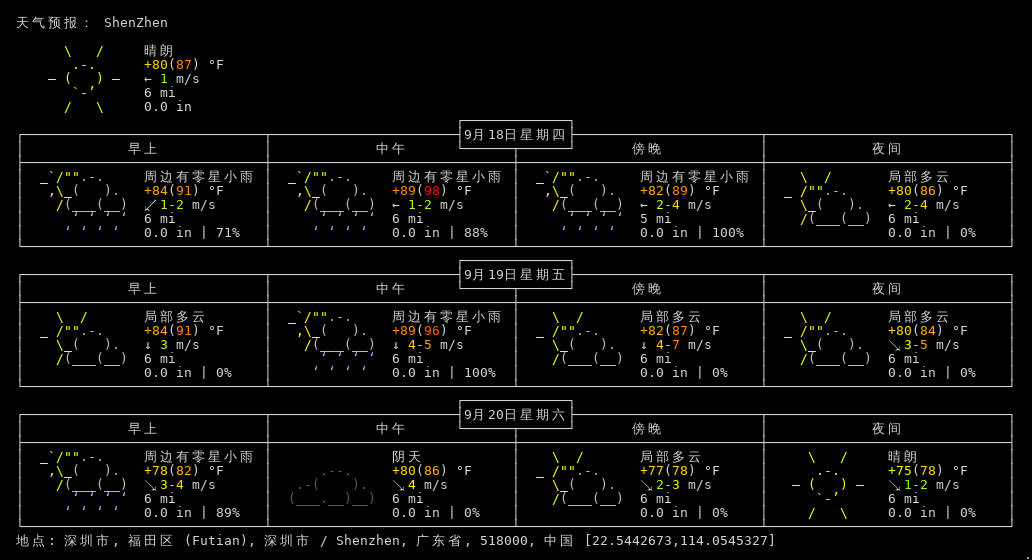 天气预报： ShenZhen
晴朗
+80(87) °F
← 1 m/s
6 mi
0.0 in
9月18日星期四
早上 中午 傍晚 夜间
周边有零星小雨 周边有零星小雨 周边有零星小雨 局部多云
+84(91) °F +89(98) °F +82(89) °F +80(86) °F
↙ 1-2 m/s ← 1-2 m/s ← 2-4 m/s ← 2-4 m/s
6 mi 6 mi 5 mi 6 mi
0.0 in | 71% 0.0 in | 88% 0.0 in | 100% 0.0 in | 0%
9月19日星期五
早上 中午 傍晚 夜间
局部多云 周边有零星小雨 局部多云 局部多云
+84(91) °F +89(96) °F +82(87) °F +80(84) °F
↓ 3 m/s ↓ 4-5 m/s ↓ 4-7 m/s ↘ 3-5 m/s
6 mi 6 mi 6 mi 6 mi
0.0 in | 0% 0.0 in | 100% 0.0 in | 0% 0.0 in | 0%
9月20日星期六
早上 中午 傍晚 夜间
周边有零星小雨 阴天 局部多云 晴朗
+78(82) °F +80(86) °F +77(78) °F +75(78) °F
↘ 3-4 m/s ↘ 4 m/s ↘ 2-3 m/s ↘ 1-2 m/s
6 mi 6 mi 6 mi 6 mi
0.0 in | 89% 0.0 in | 0% 0.0 in | 0% 0.0 in | 0%
地点: 深圳市, 福田区 (Futian), 深圳市 / Shenzhen, 广东省, 518000, 中国 [22.5442673,114.0545327]